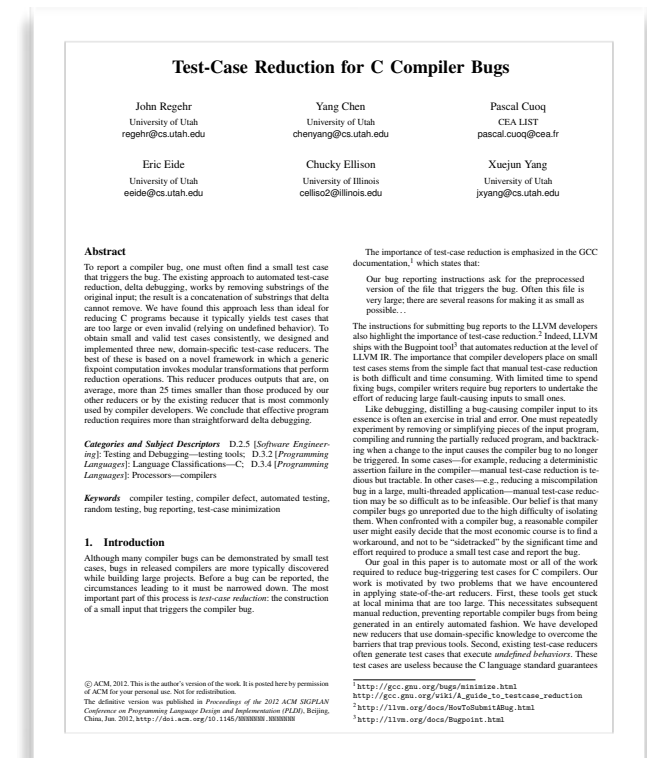 Test-Case Reduction for C Compiler Bugs
John Regehr
University of Utah
regehr@cs.utah.edu
Yang Chen
University of Utah
chenyang@cs.utah.edu
Pascal Cuoq
CEA LIST
pascal.cuoq@cea.fr
Eric Eide
University of Utah
eeide@cs.utah.edu
Chucky Ellison
University of Illinois
celliso2@illinois.edu
Xuejun Yang
University of Utah
jxyang@cs.utah.edu
Abstract
To report a compiler bug, one must often find a small test case
that triggers the bug. The existing approach to automated test-case
reduction, delta debugging, works by removing substrings of the
original input; the result is a concatenation of substrings that delta
cannot remove. We have found this approach less than ideal for
reducing C programs because it typically yields test cases that
are too large or even invalid (relying on undefined behavior). To
obtain small and valid test cases consistently, we designed and
implemented three new, domain-specific test-case reducers. The
best of these is based on a novel framework in which a generic
fixpoint computation invokes modular transformations that perform
reduction operations. This reducer produces outputs that are, on
average, more than 25 times smaller than those produced by our
other reducers or by the existing reducer that is most commonly
used by compiler developers. We conclude that effective program
reduction requires more than straightforward delta debugging.
Categories and Subject Descriptors D.2.5 [Software Engineer-
ing]: Testing and Debugging—testing tools; D.3.2 [Programming
Languages]: Language Classifications—C; D.3.4 [Programming
Languages]: Processors—compilers
Keywords compiler testing, compiler defect, automated testing,
random testing, bug reporting, test-case minimization
1. Introduction
Although many compiler bugs can be demonstrated by small test
cases, bugs in released compilers are more typically discovered
while building large projects. Before a bug can be reported, the
circumstances leading to it must be narrowed down. The most
important part of this process is test-case reduction: the construction
of a small input that triggers the compiler bug.
© ACM, 2012. This is the author's version of the work. It is posted here by permission
of ACM for your personal use. Not for redistribution.
The definitive version was published in Proceedings of the 2012 ACM SIGPLAN
Conference on Programming Language Design and Implementation (PLDI), Beijing,
China, Jun. 2012, http://doi.acm.org/10.1145/NNNNNNN.NNNNNNN
The importance of test-case reduction is emphasized in the GCC
documentation,1 which states that:
Our bug reporting instructions ask for the preprocessed
version of the file that triggers the bug. Often this file is
very large; there are several reasons for making it as small as
possible…
The instructions for submitting bug reports to the LLVM developers
also highlight the importance of test-case reduction.2 Indeed, LLVM
ships with the Bugpoint tool3 that automates reduction at the level of
LLVM IR. The importance that compiler developers place on small
test cases stems from the simple fact that manual test-case reduction
is both difficult and time consuming. With limited time to spend
fixing bugs, compiler writers require bug reporters to undertake the
effort of reducing large fault-causing inputs to small ones.
Like debugging, distilling a bug-causing compiler input to its
essence is often an exercise in trial and error. One must repeatedly
experiment by removing or simplifying pieces of the input program,
compiling and running the partially reduced program, and backtrack-
ing when a change to the input causes the compiler bug to no longer
be triggered. In some cases—for example, reducing a deterministic
assertion failure in the compiler—manual test-case reduction is te-
dious but tractable. In other cases—e.g., reducing a miscompilation
bug in a large, multi-threaded application—manual test-case reduc-
tion may be so difficult as to be infeasible. Our belief is that many
compiler bugs go unreported due to the high difficulty of isolating
them. When confronted with a compiler bug, a reasonable compiler
user might easily decide that the most economic course is to find a
workaround, and not to be "sidetracked" by the significant time and
effort required to produce a small test case and report the bug.
Our goal in this paper is to automate most or all of the work
required to reduce bug-triggering test cases for C compilers. Our
work is motivated by two problems that we have encountered
in applying state-of-the-art reducers. First, these tools get stuck
at local minima that are too large. This necessitates subsequent
manual reduction, preventing reportable compiler bugs from being
generated in an entirely automated fashion. We have developed
new reducers that use domain-specific knowledge to overcome the
barriers that trap previous tools. Second, existing test-case reducers
often generate test cases that execute undefined behaviors. These
test cases are useless because the C language standard guarantees
1 http://gcc.gnu.org/bugs/minimize.html
http://gcc.gnu.org/wiki/A_guide_to_testcase_reduction
2 http://llvm.org/docs/HowToSubmitABug.html
3 http://llvm.org/docs/Bugpoint.html